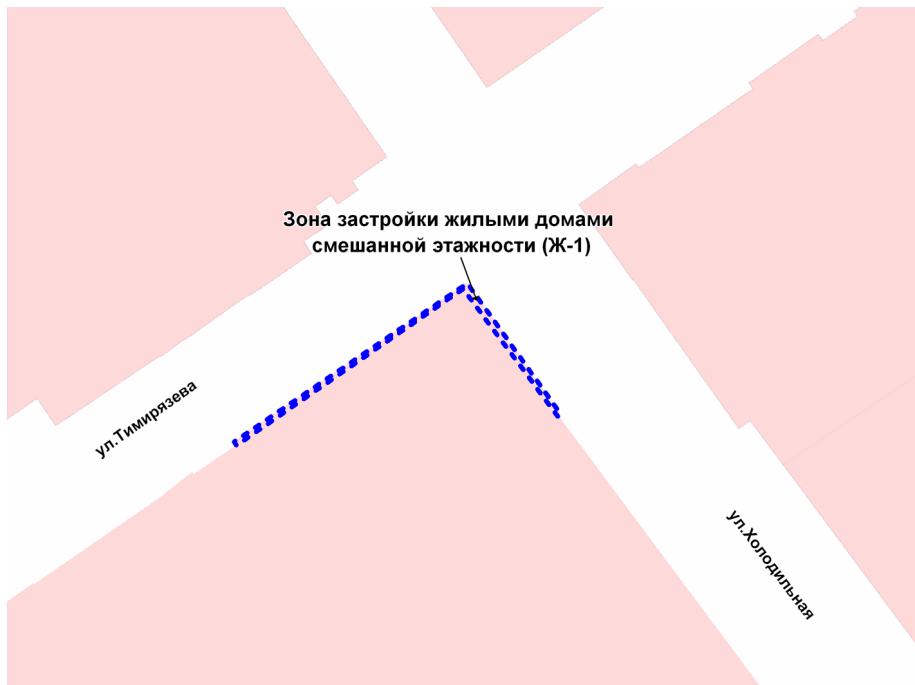 Зона застройки жилыми домами
смешанной этажности (Ж-1)
ул.Тимирязева
ул.Холодильная